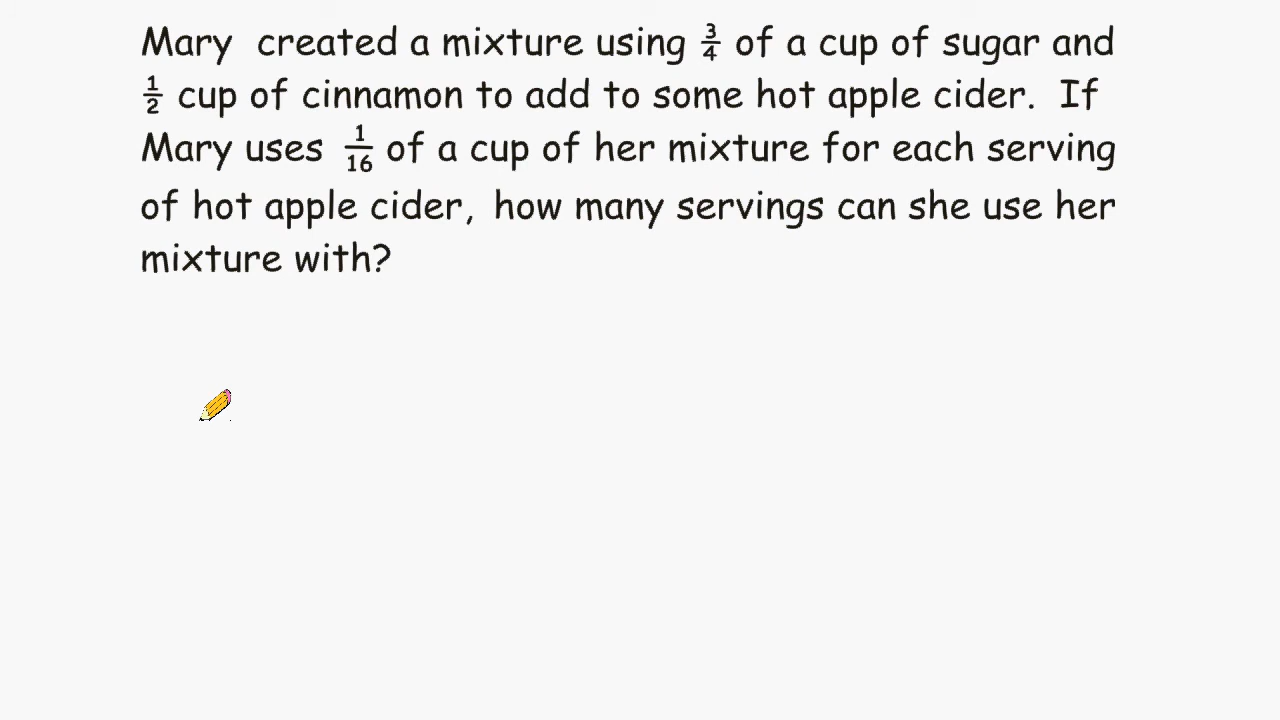 Mary created a mixture using 3/4 of a cup of sugar and
1/2 cup of cinnamon to add to some hot apple cider. If
Mary uses 1/16 of a cup of her mixture for each serving
of hot apple cider, how many servings can she use her
mixture with?